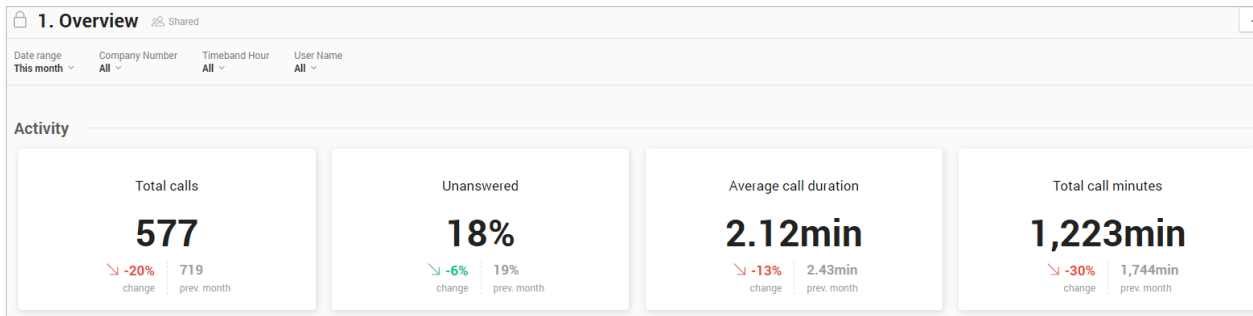 1. Overview Shared
Date range Company Number Timeband Hour User Name
This month All All All
Activity
Total calls Unanswered Average call duration Total call minutes
577 18% 2.12min 1,223min
-20% 719 -6% 19% -13% 2.43min -30% 1,744min
change prev. month change prev. month change prev. month change prev. month